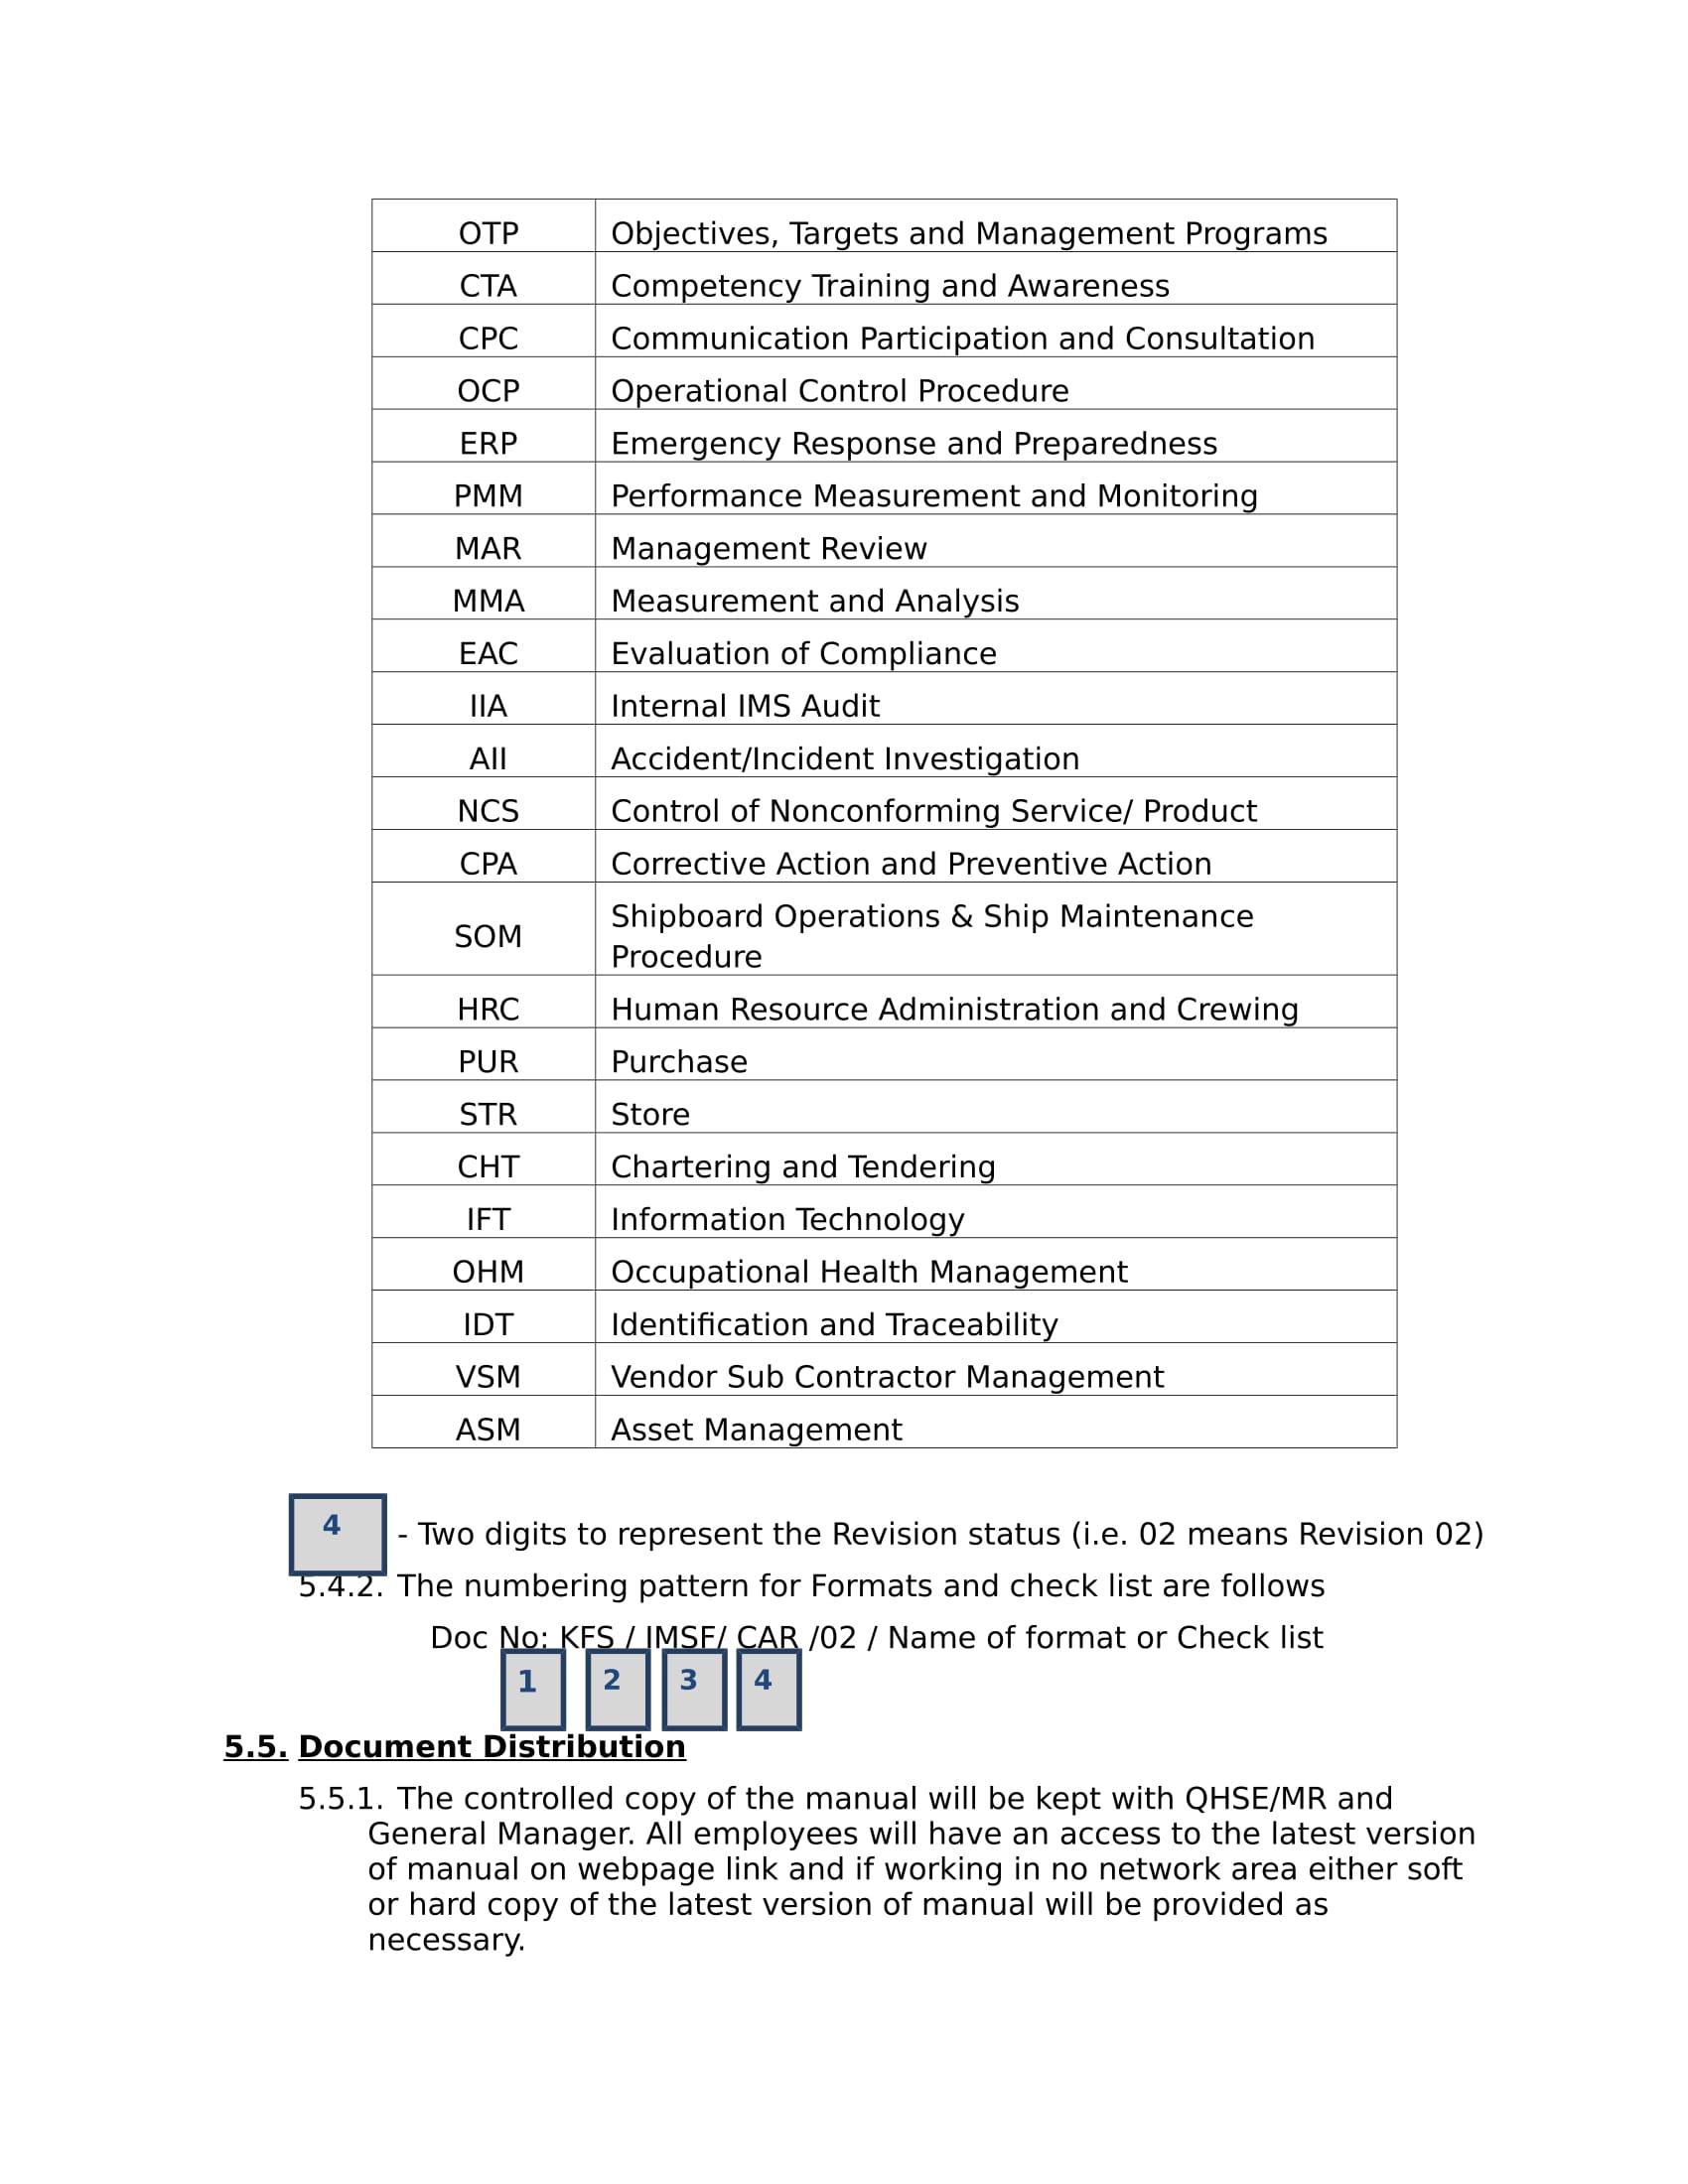 OTP Objectives, Targets and Management Programs
CTA Competency Training and Awareness
CPC Communication Participation and Consultation
OCP Operational Control Procedure
ERP Emergency Response and Preparedness
PMM Performance Measurement and Monitoring
MAR Management Review
MMA Measurement and Analysis
EAC Evaluation of Compliance
IIA Internal IMS Audit
AII Accident/Incident Investigation
NCS Control of Nonconforming Service/ Product
CPA Corrective Action and Preventive Action
SOM Shipboard Operations & Ship Maintenance
Procedure
HRC Human Resource Administration and Crewing
PUR Purchase
STR Store
CHT Chartering and Tendering
IFT Information Technology
OHM Occupational Health Management
IDT Identification and Traceability
VSM Vendor Sub Contractor Management
ASM Asset Management
4 - Two digits to represent the Revision status (i.e. 02 means Revision 02)
5.4.2. The numbering pattern for Formats and check list are follows
Doc No: KFS / IMSF/ CAR /02 / Name of format or Check list
1 2 3 4
5.5. Document Distribution
5.5.1. The controlled copy of the manual will be kept with QHSE/MR and
General Manager. All employees will have an access to the latest version
of manual on webpage link and if working in no network area either soft
or hard copy of the latest version of manual will be provided as
necessary.